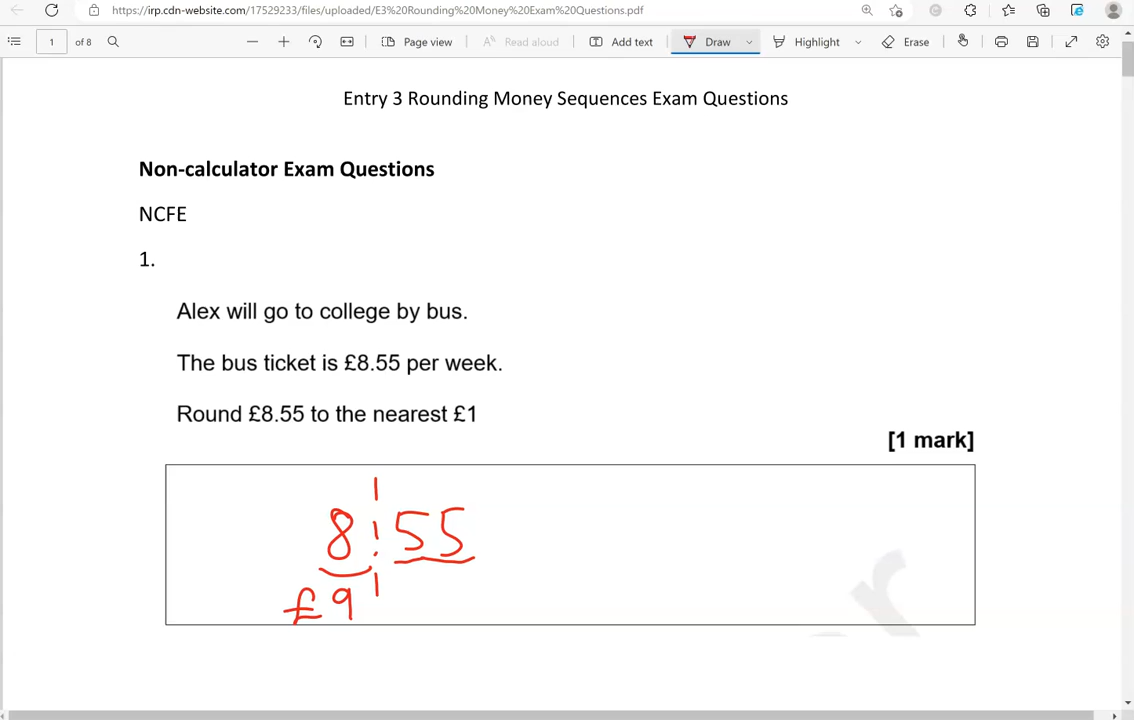 https://irp.cdn-website.com/17529233/files/uploaded/E3%20Rounding%20Money%20Exam%20Questions.pdf
1 of 8 Page view Read aloud Add text Draw Highlight Erase
Entry 3 Rounding Money Sequences Exam Questions
Non-calculator Exam Questions
NCFE
1.
Alex will go to college by bus.
The bus ticket is £8.55 per week.
Round £8.55 to the nearest £1
[1 mark]
8.55
£9